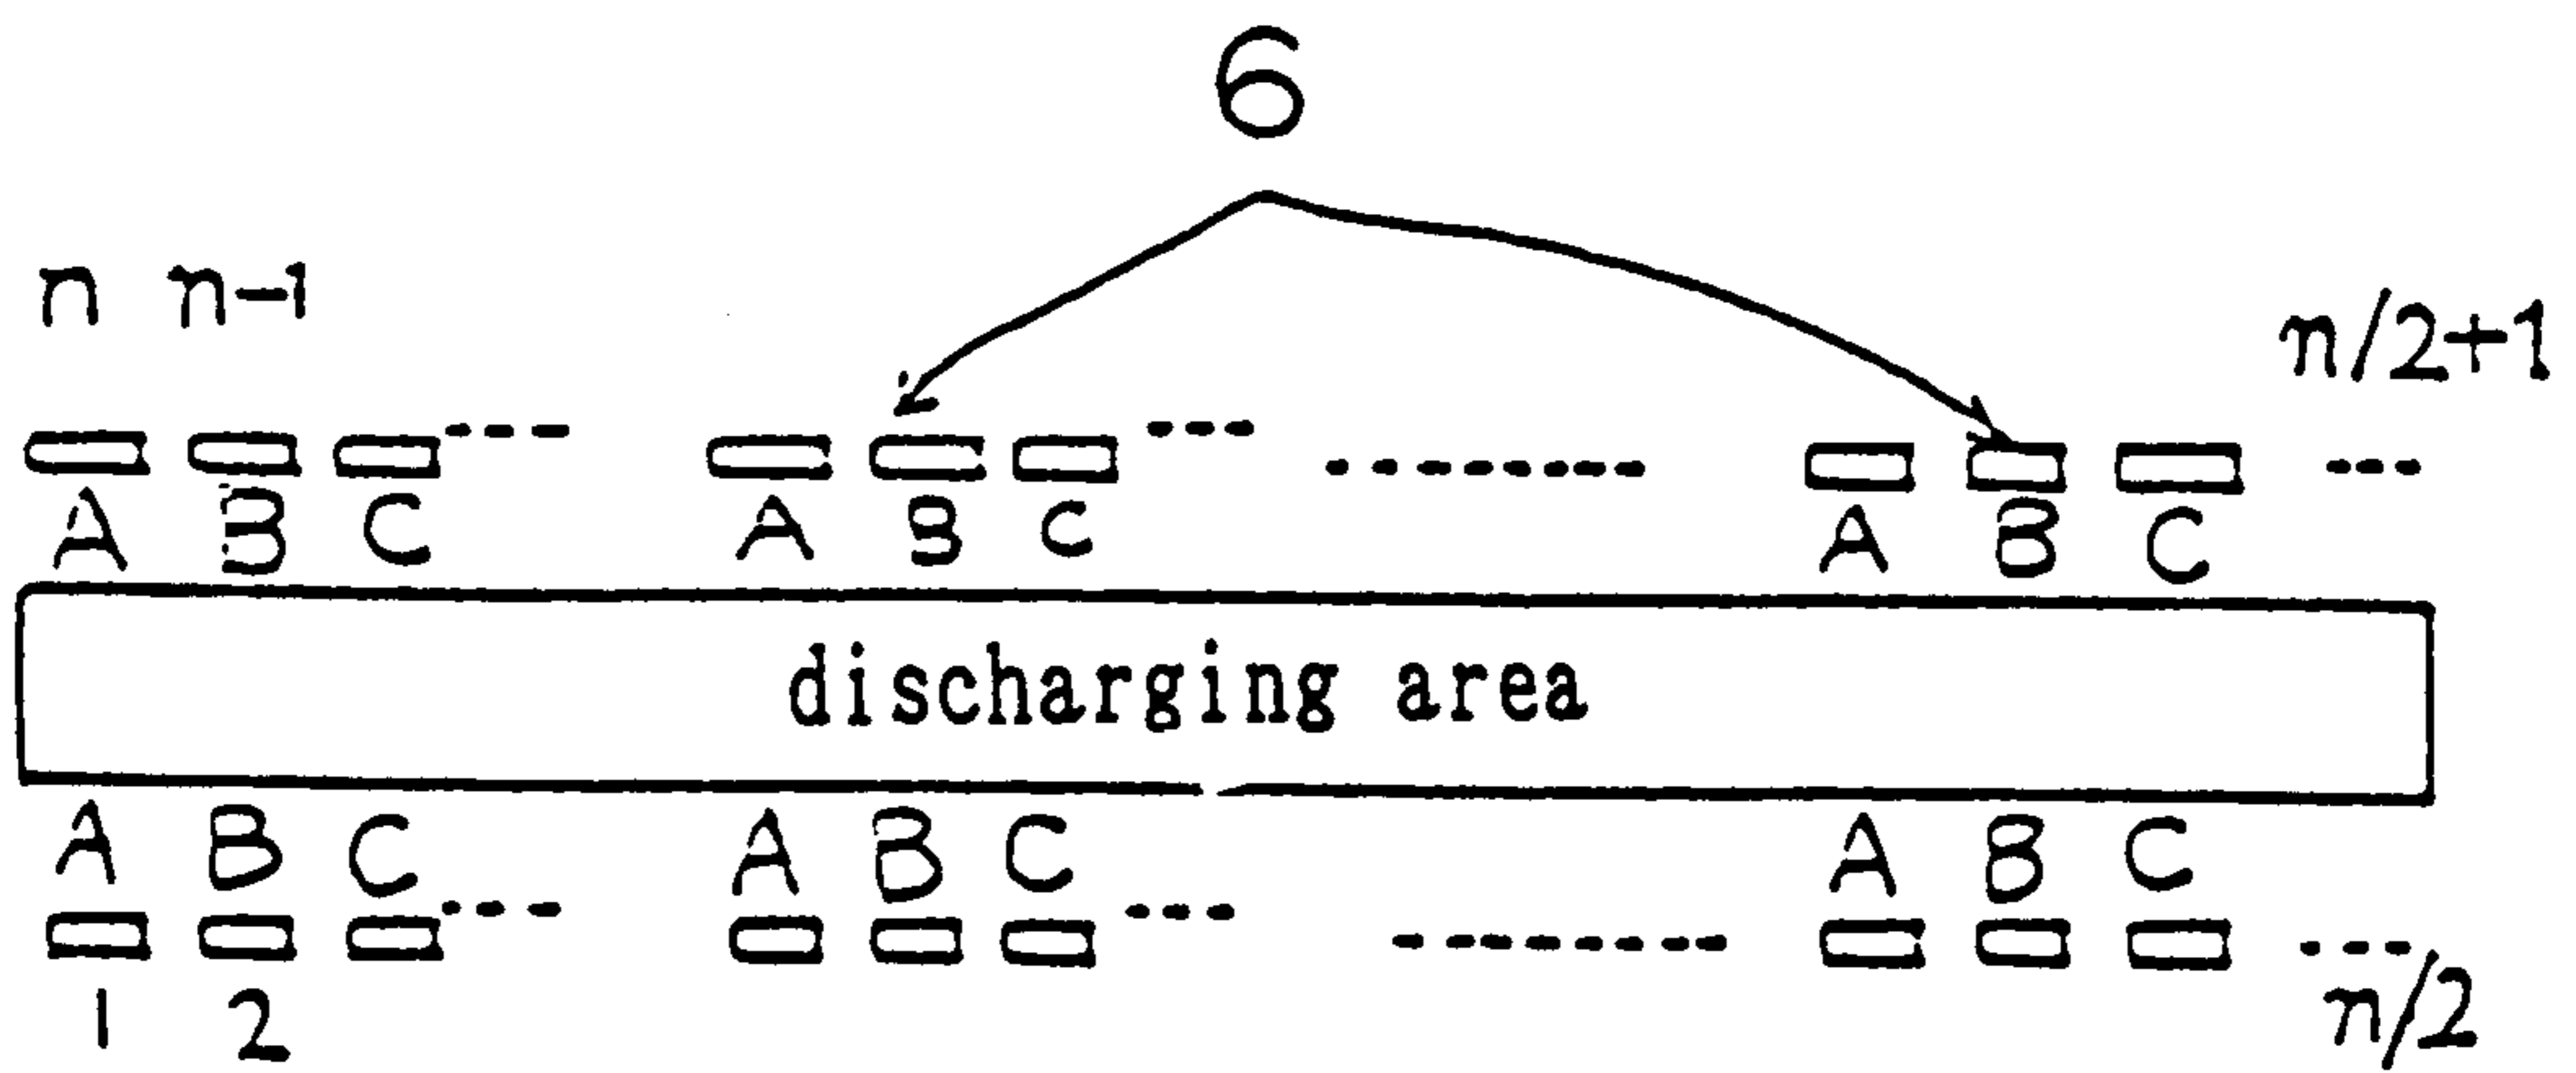 6
n n-1 n/2+1
A B C A B C A B C
discharging area
A B C A B C A B C
1 2 n/2